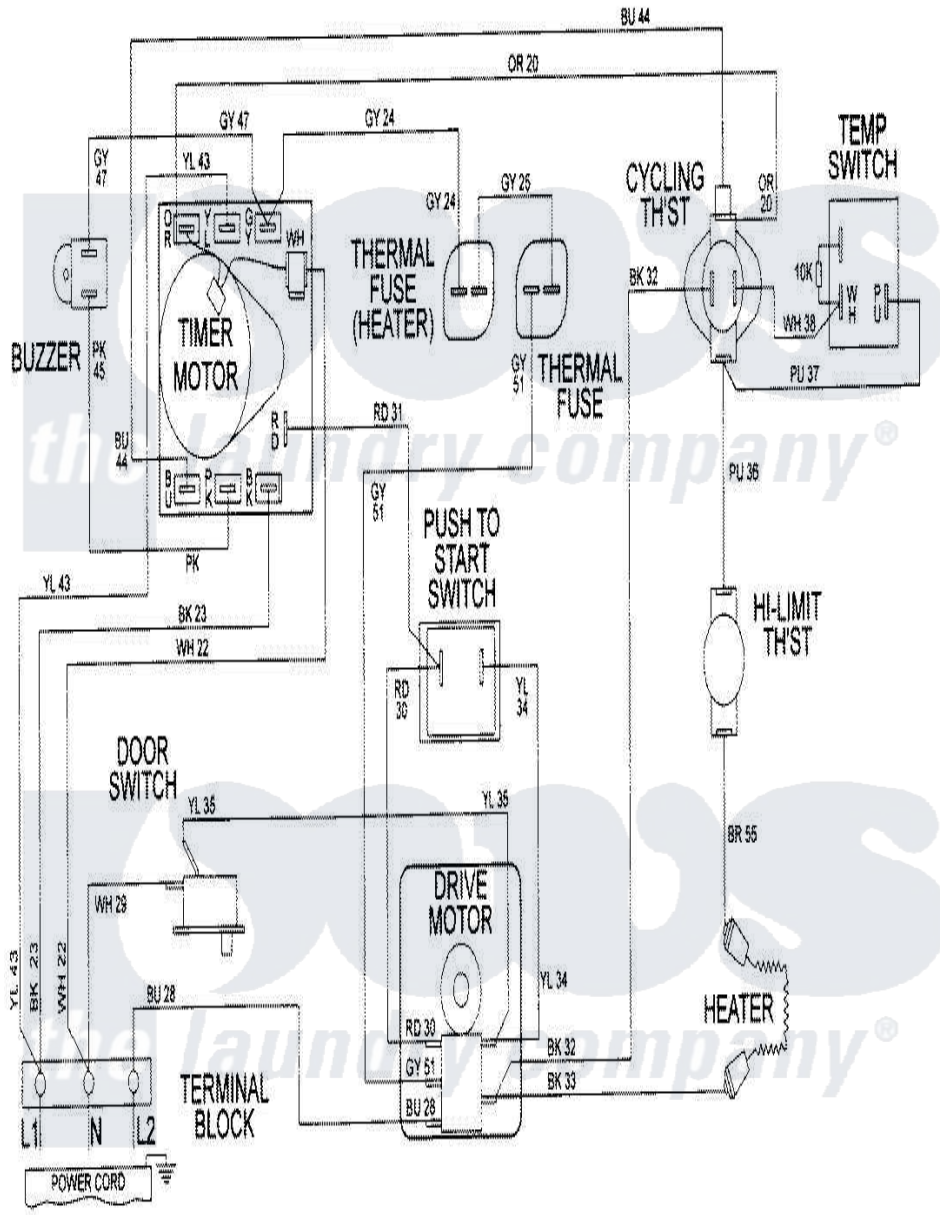 BU 44
OR 20
GY 47
GY 24
GY
47
YL 43
TEMP
SWITCH
CYCLING
TH'ST
OR
20
GY 24
GY 25
O
R
Y
L
G
Y
WH
THERMAL
FUSE
(HEATER)
BK 32
10K
W
H
P
U
WH 38
TIMER
MOTOR
BUZZER
PK
45
GY
51
THERMAL
FUSE
PU 37
RD 31
R
D
BU
44
the laundry company®
B
U
P
K
B
K
PU 36
GY
51
PUSH TO
START
SWITCH
PK
YL 43
BK 23
WH 22
HI-LIMIT
TH'ST
RD
30
YL
34
DOOR
SWITCH
YL 35
YL 35
BR 55
WH 29
DRIVE
MOTOR
YL 43
BK 23
WH 22
BU 28
YL 34
HEATER
RD 30
BK 32
the laundry company®
GY 51
BK 33
TERMINAL
BLOCK
BU 28
L1
N
L2
POWER CORD